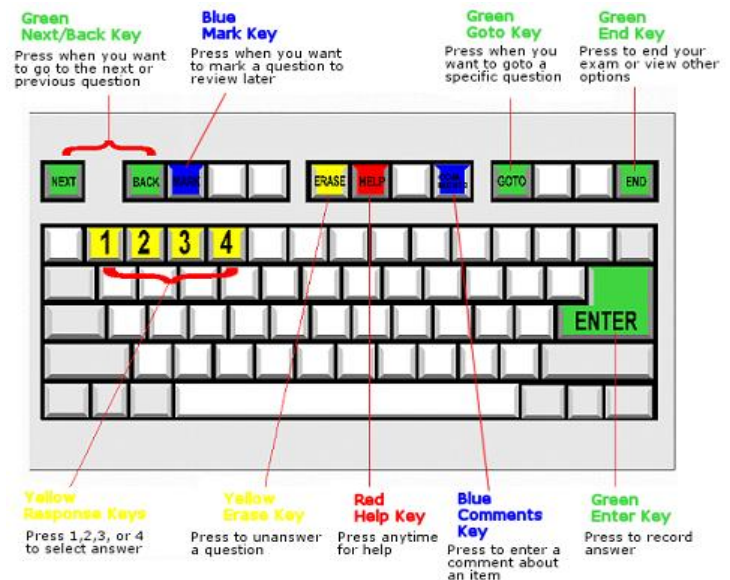 Green
Next/Back Key
Press when you want
to go to the next or
previous question
Blue
Mark Key
Press when you want
to mark a question to
review later
Green
Goto Key
Press when you
want to goto a
specific question
Green
End Key
Press to end your
exam or view other
options
NEXT
BACK
MARK
ERASE
HELP
GOTO
END
1
2
3
4
ENTER
Yellow
Response Keys
Press 1,2,3, or 4
to select answer
Yellow
Erase Key
Press to unanswer
a question
Red
Help Key
Press anytime
for help
Blue
Comments
Key
Press to enter a
comment about
an item
Green
Enter Key
Press to record
answer